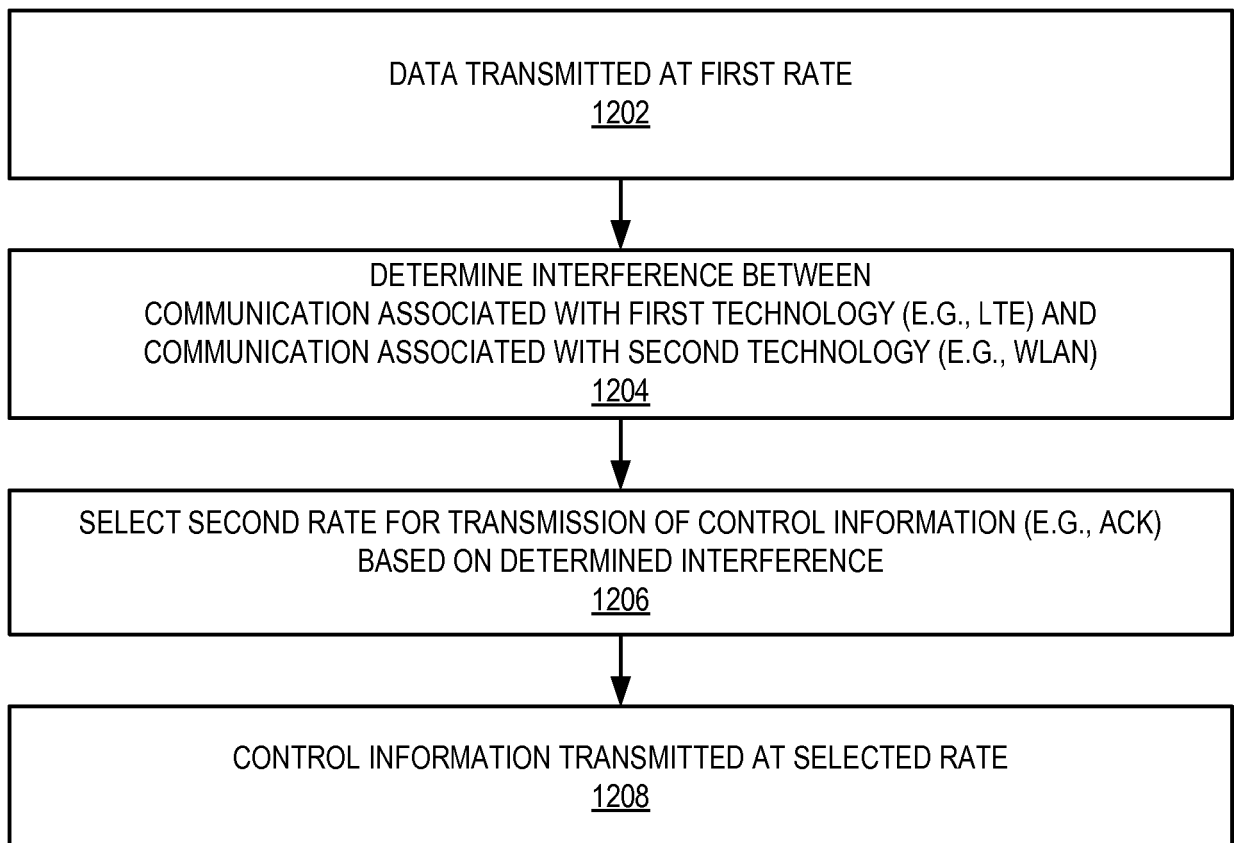 DATA TRANSMITTED AT FIRST RATE
1202
DETERMINE INTERFERENCE BETWEEN
COMMUNICATION ASSOCIATED WITH FIRST TECHNOLOGY (E.G., LTE) AND
COMMUNICATION ASSOCIATED WITH SECOND TECHNOLOGY (E.G., WLAN)
1204
SELECT SECOND RATE FOR TRANSMISSION OF CONTROL INFORMATION (E.G., ACK)
BASED ON DETERMINED INTERFERENCE
1206
CONTROL INFORMATION TRANSMITTED AT SELECTED RATE
1208